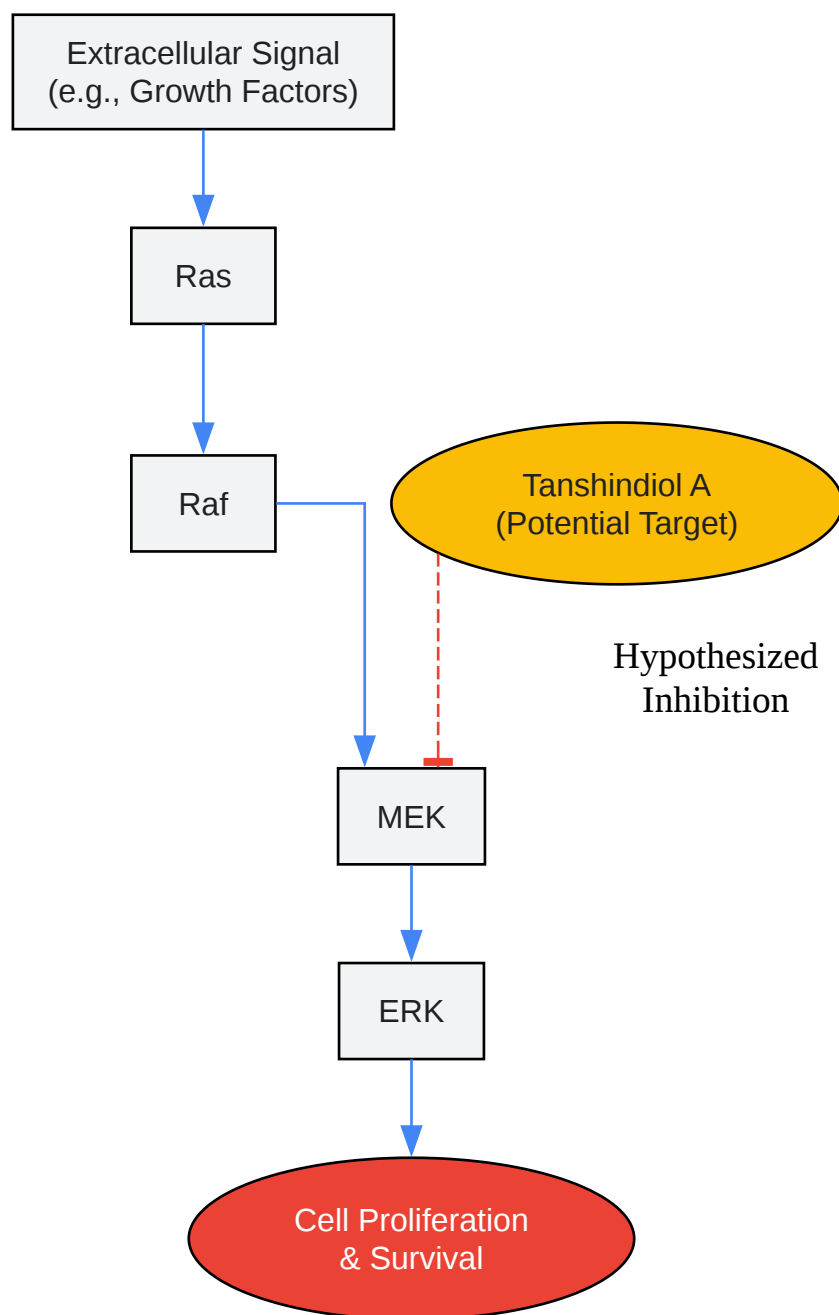 Extracellular Signal
(e.g., Growth Factors)
Ras
Raf
Tanshindiol A
(Potential Target)
Hypothesized
Inhibition
MEK
ERK
Cell Proliferation
& Survival